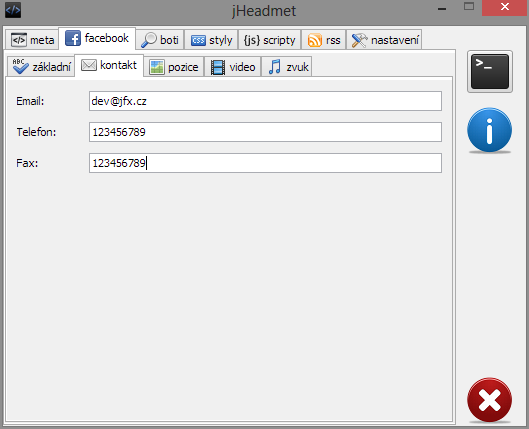 jHeadmet
meta facebook boti styly {js} scripty rss nastavení
základní kontakt pozice video zvuk
Email: dev@jfx.cz
Telefon: 123456789
Fax: 123456789